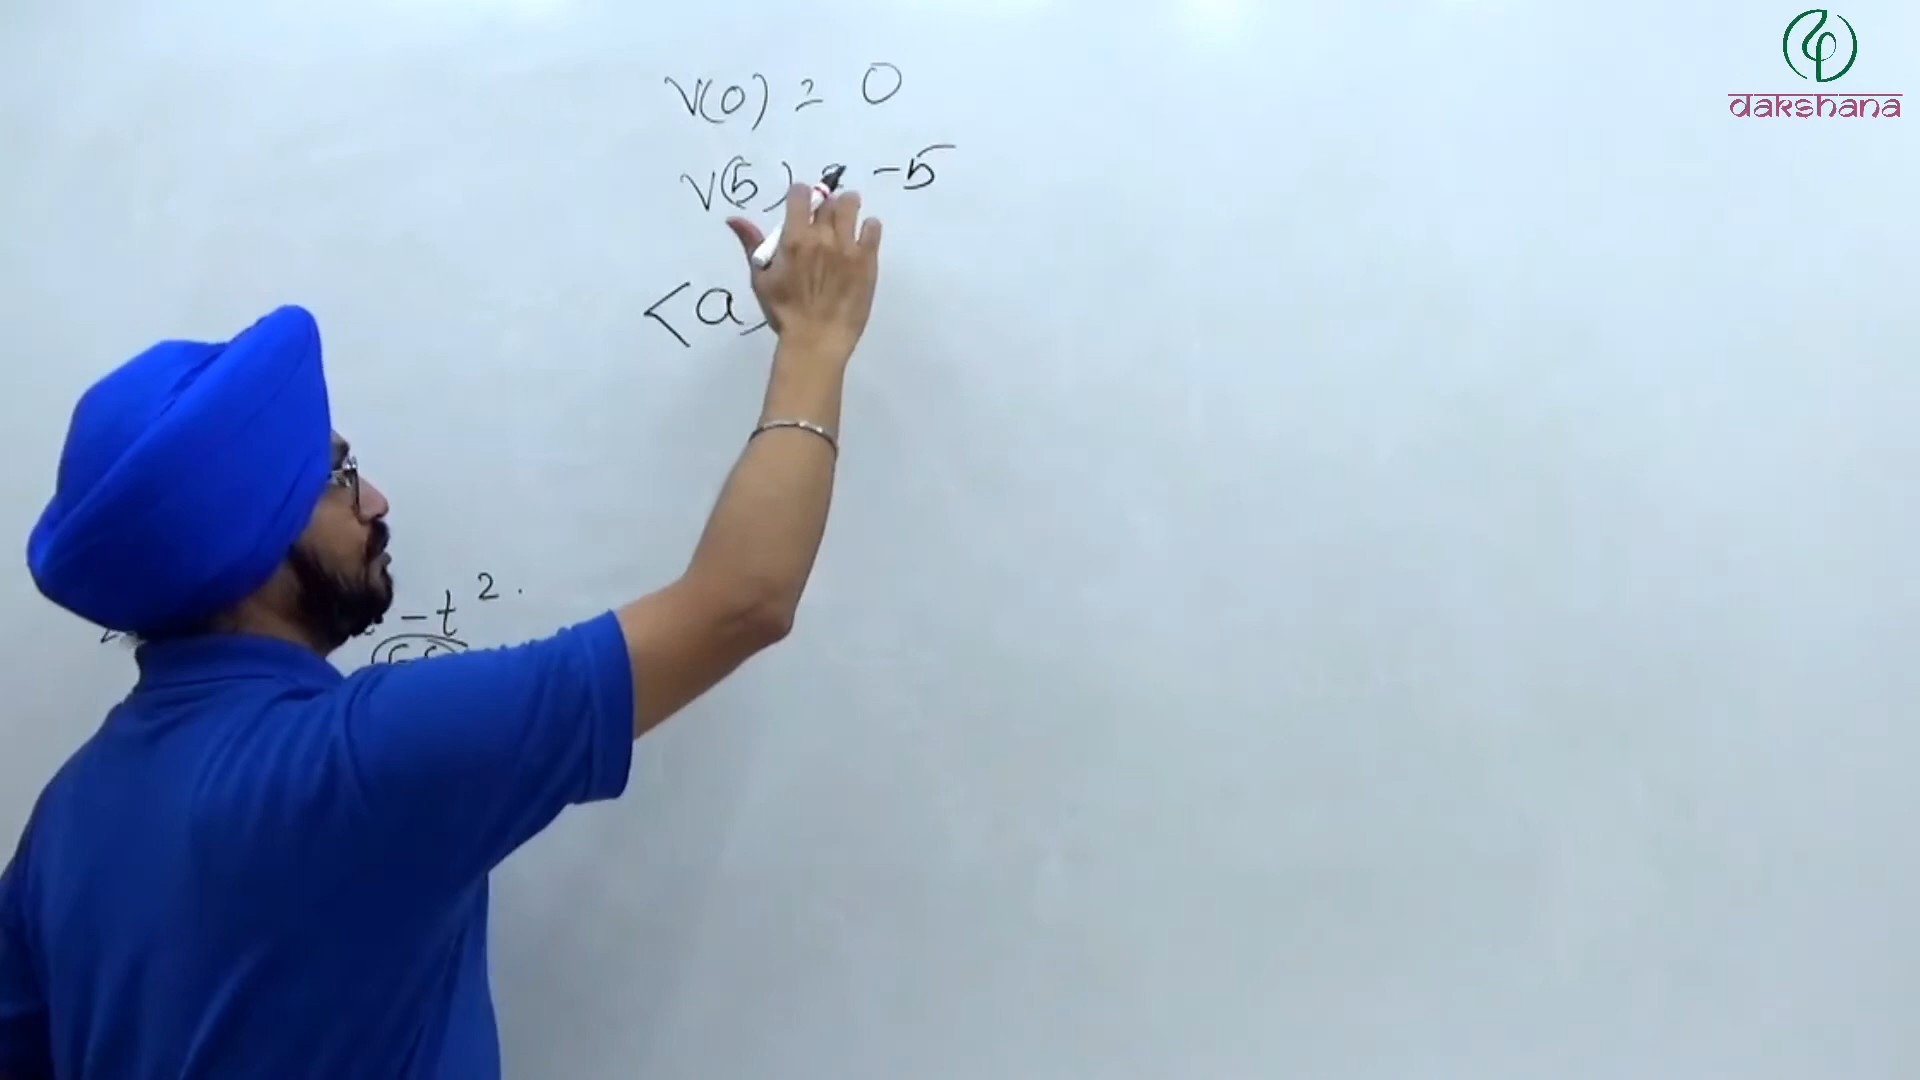 dakshana
v(0) = 0
v(5) = -5
<a
- t².